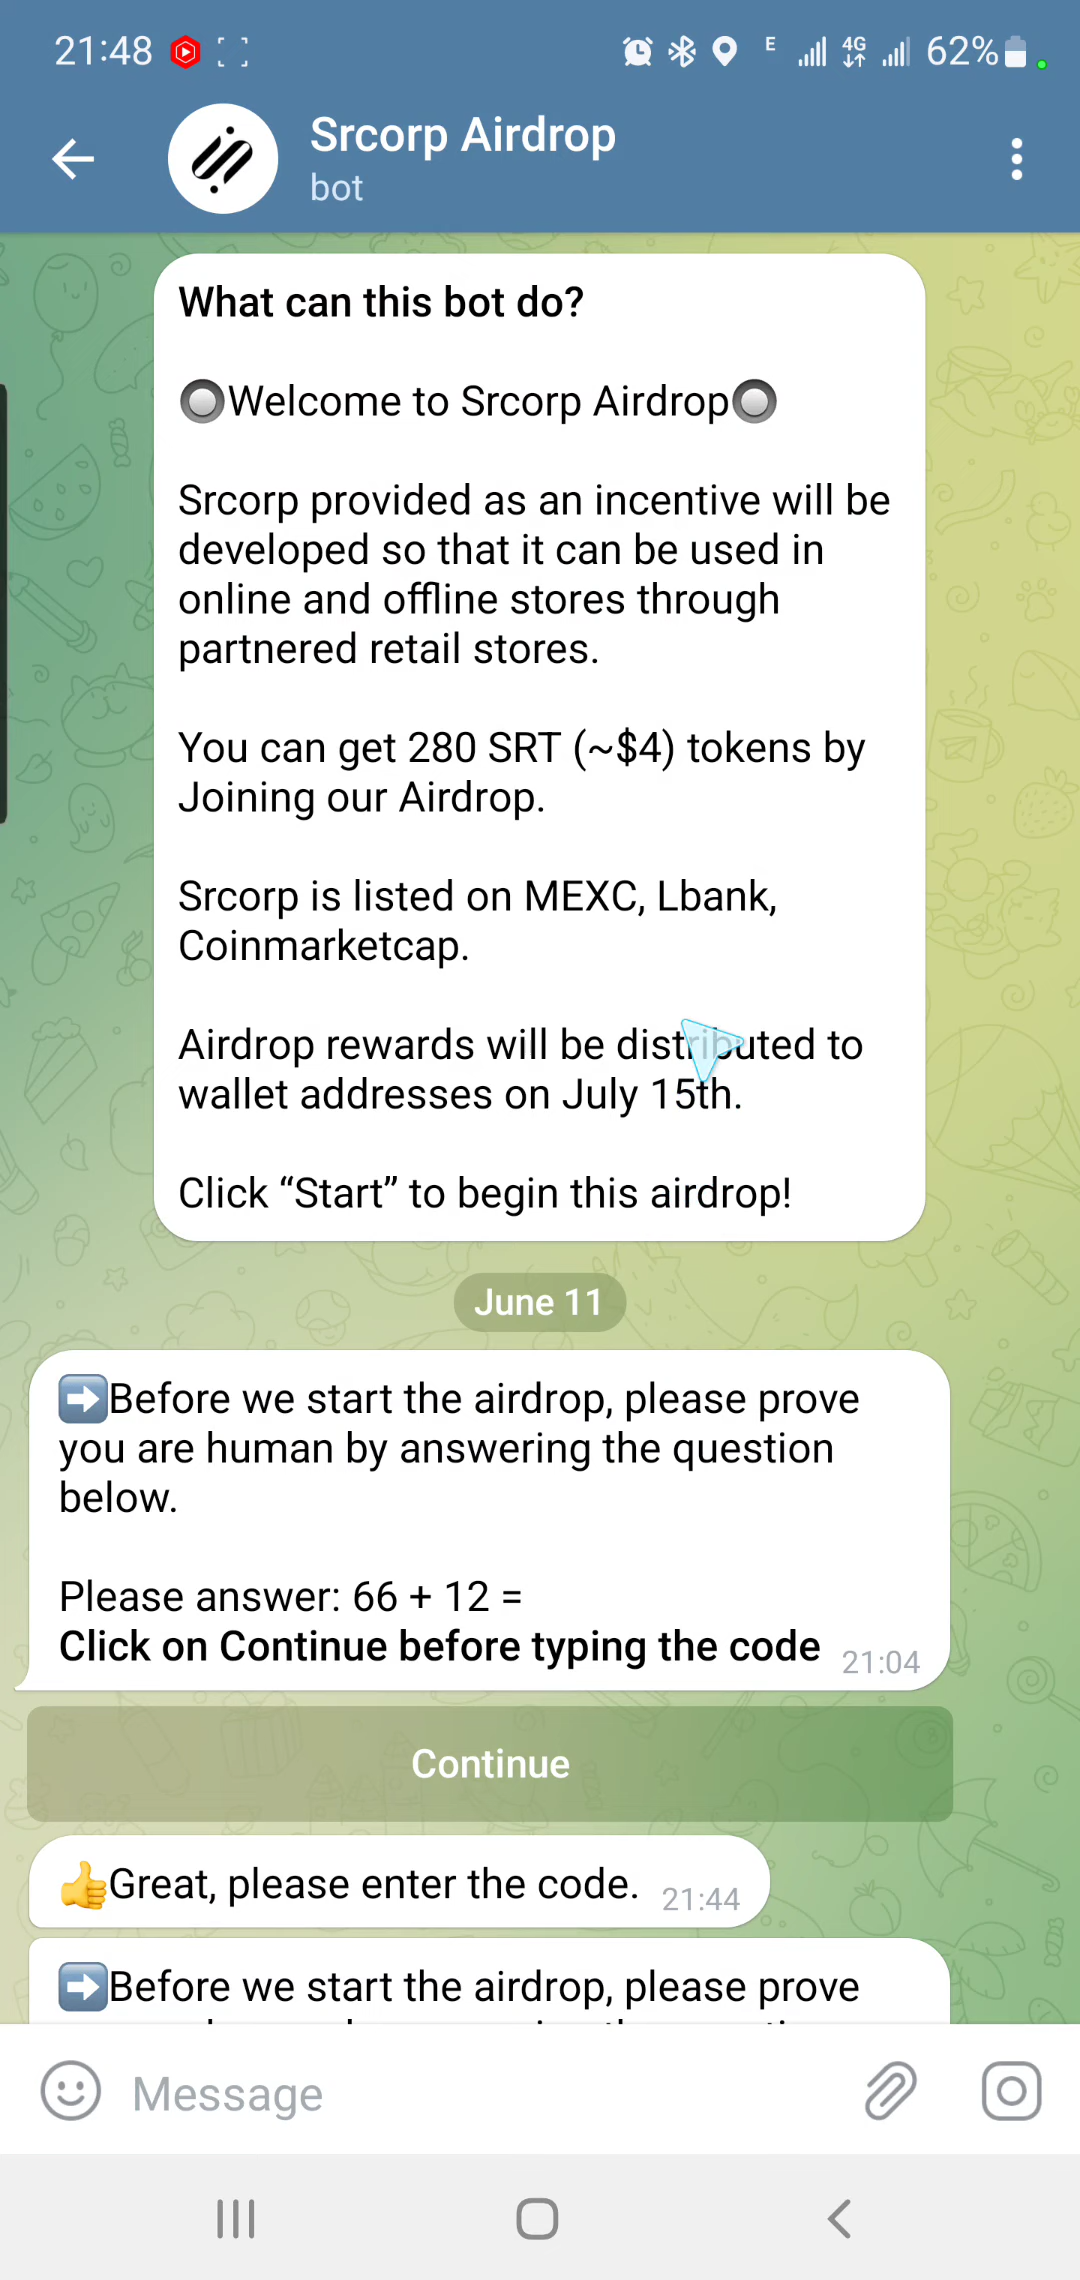 21:48 E 4G 62%
Srcorp Airdrop
bot
What can this bot do?
🔘Welcome to Srcorp Airdrop🔘
Srcorp provided as an incentive will be
developed so that it can be used in
online and offline stores through
partnered retail stores.
You can get 280 SRT (~$4) tokens by
Joining our Airdrop.
Srcorp is listed on MEXC, Lbank,
Coinmarketcap.
Airdrop rewards will be distributed to
wallet addresses on July 15th.
Click “Start” to begin this airdrop!
June 11
➡️Before we start the airdrop, please prove
you are human by answering the question
below.
Please answer: 66 + 12 =
Click on Continue before typing the code 21:04
Continue
👍Great, please enter the code. 21:44
➡️Before we start the airdrop, please prove
Message